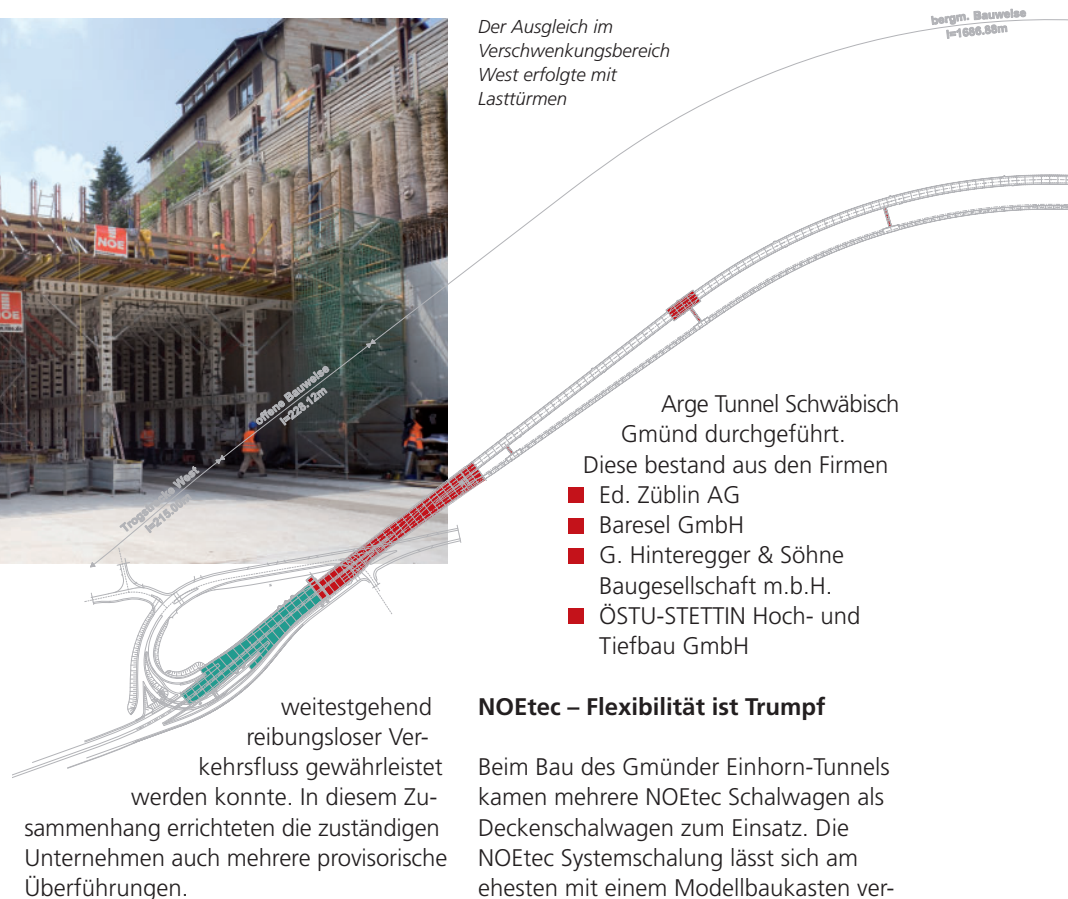 Der Ausgleich im
Verschwenkungsbereich
West erfolgte mit
Lasttürmen
bergm. Bauweise
l=1686.88m
NOE
NOE
offene Bauweise
l=228.12m
Trogstrecke West
Arge Tunnel Schwäbisch
Gmünd durchgeführt.
Diese bestand aus den Firmen
Ed. Züblin AG
Baresel GmbH
G. Hinteregger & Söhne
Baugesellschaft m.b.H.
ÖSTU-STETTIN Hoch- und
Tiefbau GmbH
weitestgehend
reibungsloser Ver-
kehrsfluss gewährleistet
werden konnte. In diesem Zu-
sammenhang errichteten die zuständigen
Unternehmen auch mehrere provisorische
Überführungen.
NOEtec – Flexibilität ist Trumpf
Beim Bau des Gmünder Einhorn-Tunnels
kamen mehrere NOEtec Schalwagen als
Deckenschalwagen zum Einsatz. Die
NOEtec Systemschalung lässt sich am
ehesten mit einem Modellbaukasten ver-